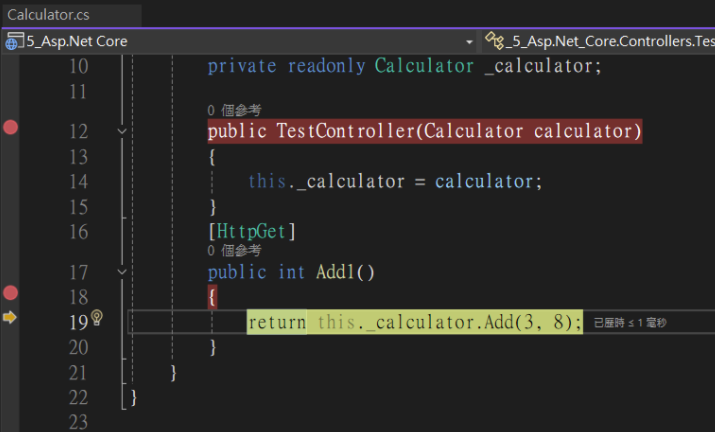 Calculator.cs
5_Asp.Net Core
_5_Asp.Net_Core.Controllers.Tes
10 private readonly Calculator _calculator;
11
0 個參考
12 public TestController(Calculator calculator)
13 {
14 this._calculator = calculator;
15 }
16 [HttpGet]
0 個參考
17 public int Add1()
18 {
19 return this._calculator.Add(3, 8); 已歷時 ≤ 1 毫秒
20 }
21 }
22 }
23